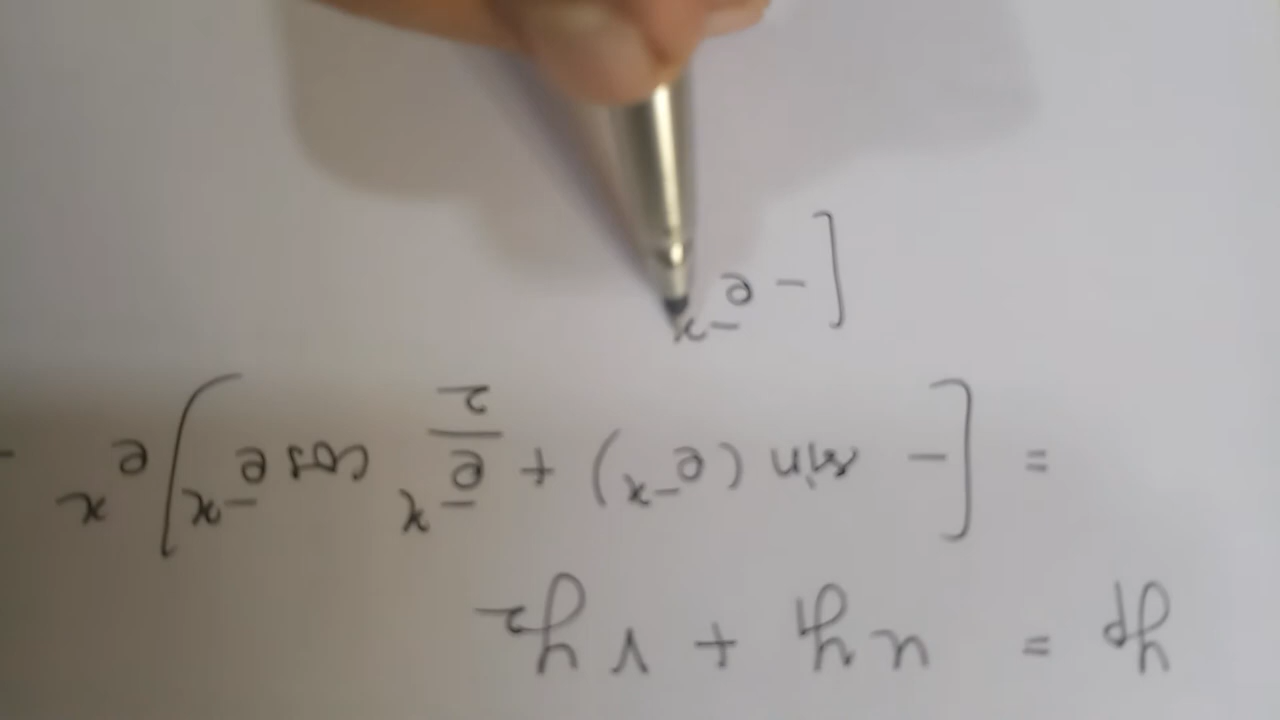 yp = uy1 + vy2
= [- sin (e^-x) + e^-x/2 cos e^-x] e^x -
[- e^-x